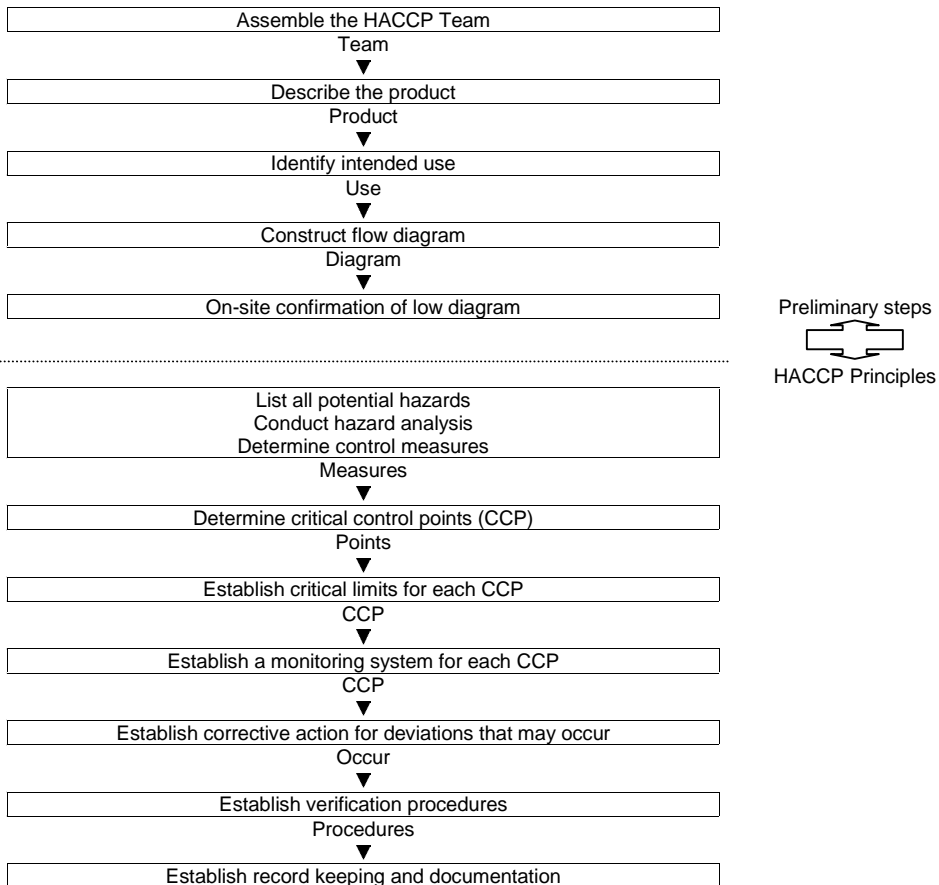 Assemble the HACCP Team
Team
Describe the product
Product
Identify intended use
Use
Construct flow diagram
Diagram
On-site confirmation of low diagram
Preliminary steps
HACCP Principles
List all potential hazards
Conduct hazard analysis
Determine control measures
Measures
Determine critical control points (CCP)
Points
Establish critical limits for each CCP
CCP
Establish a monitoring system for each CCP
CCP
Establish corrective action for deviations that may occur
Occur
Establish verification procedures
Procedures
Establish record keeping and documentation